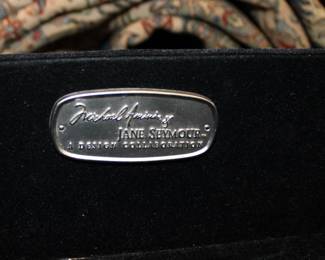 Michael Amini &
JANE SEYMOUR
A DESIGN COLLABORATION